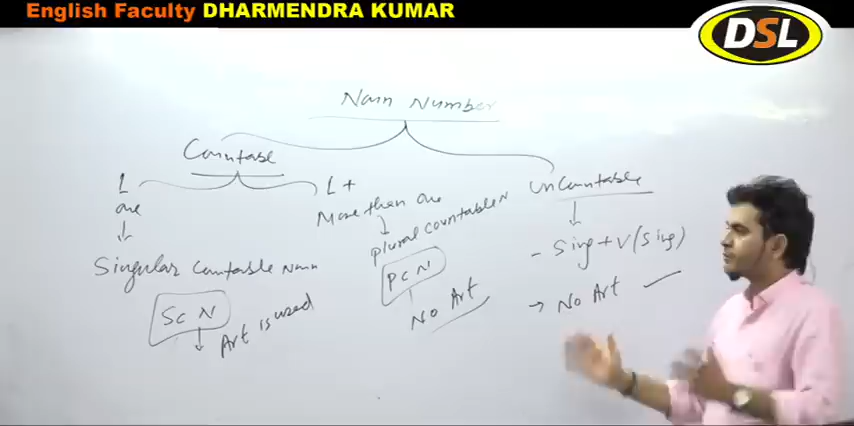 English Faculty DHARMENDRA KUMAR
DSL
Noun Number
Countable
1
one
Singular Countable Noun
ScN
Art is used
1+
More than one
plural countable N
PCN
No Art
UnCountable
- Sing + V(Sing)
→ No Art